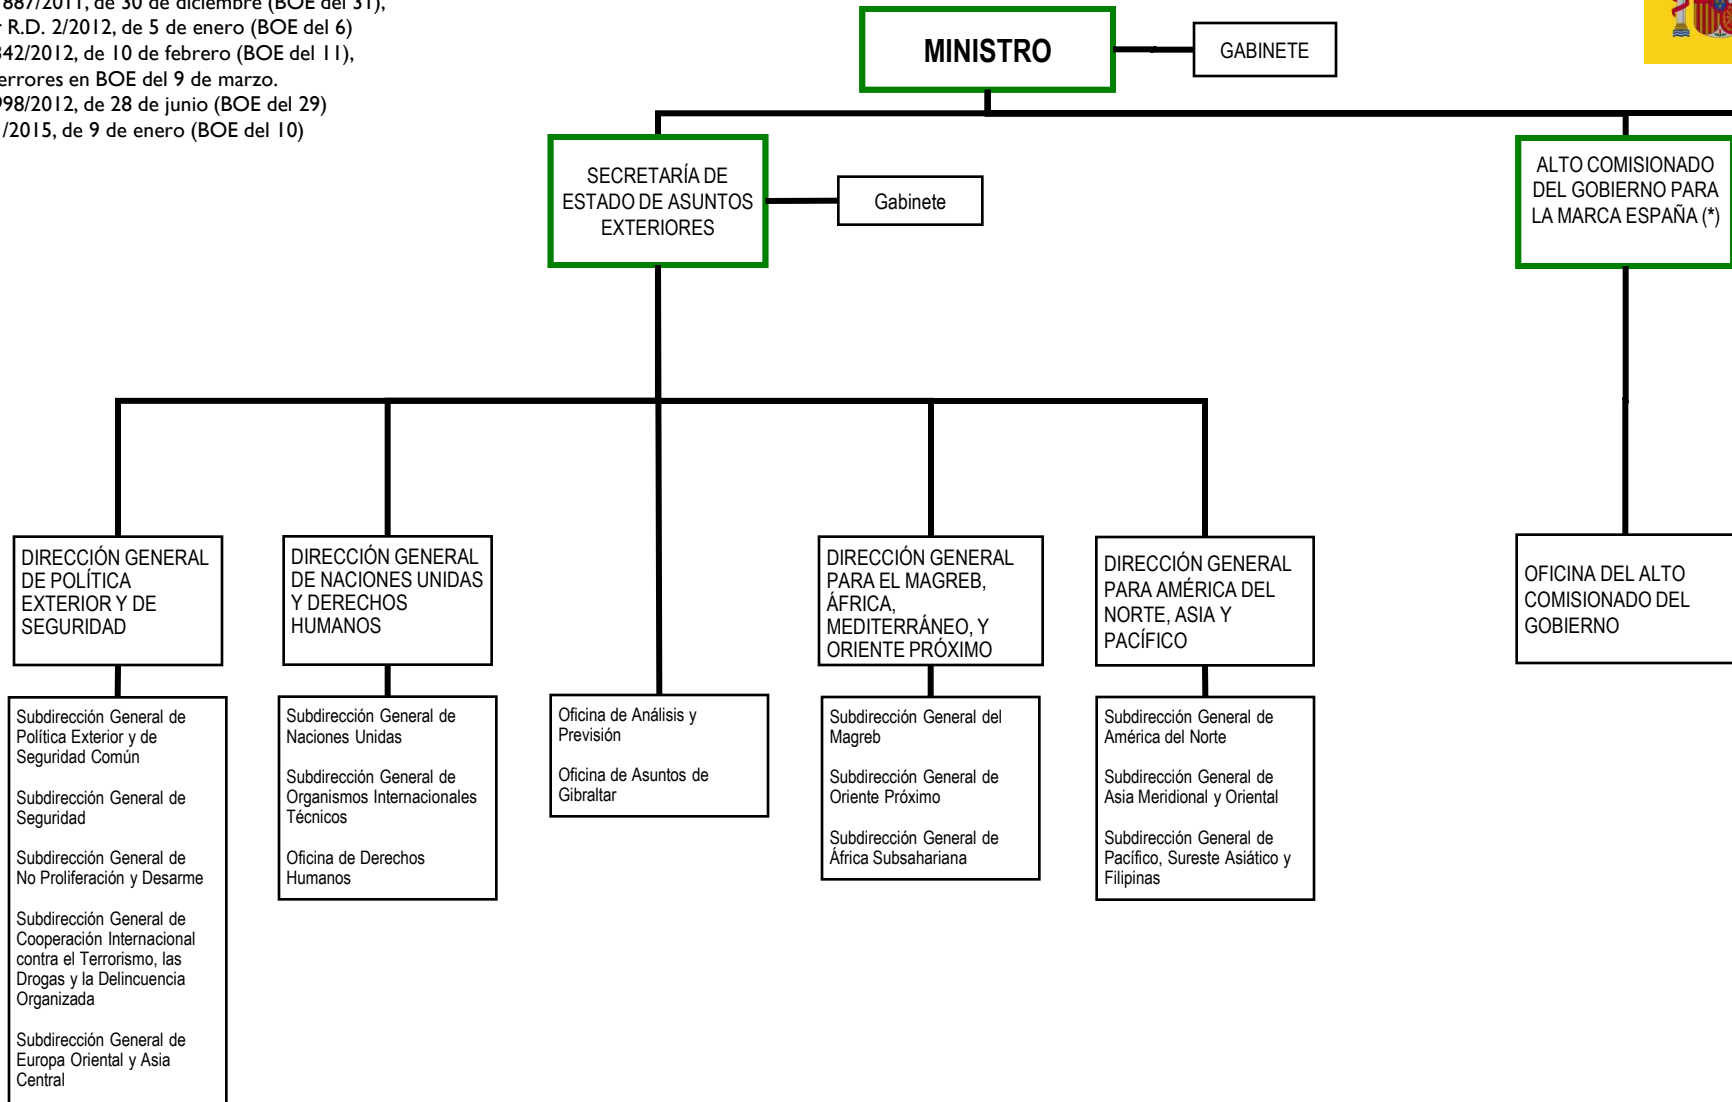 887/2011, de 30 de diciembre (BOE del 31),
R.D. 2/2012, de 5 de enero (BOE del 6)
342/2012, de 10 de febrero (BOE del 11),
errores en BOE del 9 de marzo.
998/2012, de 28 de junio (BOE del 29)
1/2015, de 9 de enero (BOE del 10)
MINISTRO
GABINETE
SECRETARÍA DE
ESTADO DE ASUNTOS
EXTERIORES
Gabinete
ALTO COMISIONADO
DEL GOBIERNO PARA
LA MARCA ESPAÑA (*)
DIRECCIÓN GENERAL
DE POLÍTICA
EXTERIOR Y DE
SEGURIDAD
DIRECCIÓN GENERAL
DE NACIONES UNIDAS
Y DERECHOS
HUMANOS
DIRECCIÓN GENERAL
PARA EL MAGREB,
ÁFRICA,
MEDITERRÁNEO, Y
ORIENTE PRÓXIMO
DIRECCIÓN GENERAL
PARA AMÉRICA DEL
NORTE, ASIA Y
PACÍFICO
OFICINA DEL ALTO
COMISIONADO DEL
GOBIERNO
Subdirección General de
Política Exterior y de
Seguridad Común
Subdirección General de
Seguridad
Subdirección General de
No Proliferación y Desarme
Subdirección General de
Cooperación Internacional
contra el Terrorismo, las
Drogas y la Delincuencia
Organizada
Subdirección General de
Europa Oriental y Asia
Central
Subdirección General de
Naciones Unidas
Subdirección General de
Organismos Internacionales
Técnicos
Oficina de Derechos
Humanos
Oficina de Análisis y
Previsión
Oficina de Asuntos de
Gibraltar
Subdirección General del
Magreb
Subdirección General de
Oriente Próximo
Subdirección General de
África Subsahariana
Subdirección General de
América del Norte
Subdirección General de
Asia Meridional y Oriental
Subdirección General de
Pacífico, Sureste Asiático y
Filipinas